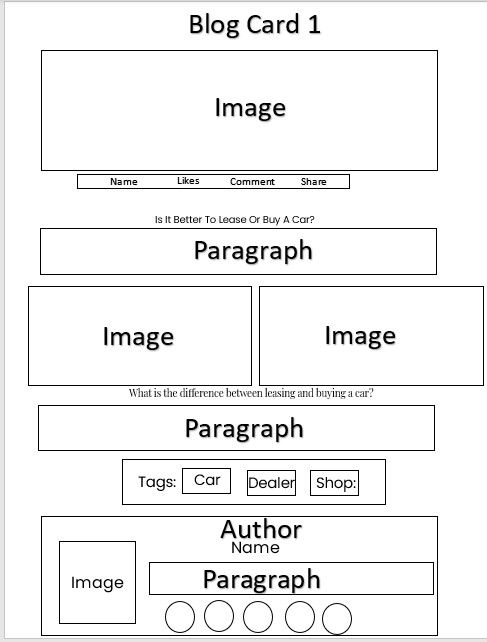 Blog Card 1
Image
Name Likes Comment Share
Is It Better To Lease Or Buy A Car?
Paragraph
Image Image
What is the difference between leasing and buying a car?
Paragraph
Tags: Car Dealer Shop:
Author
Name
Image
Paragraph